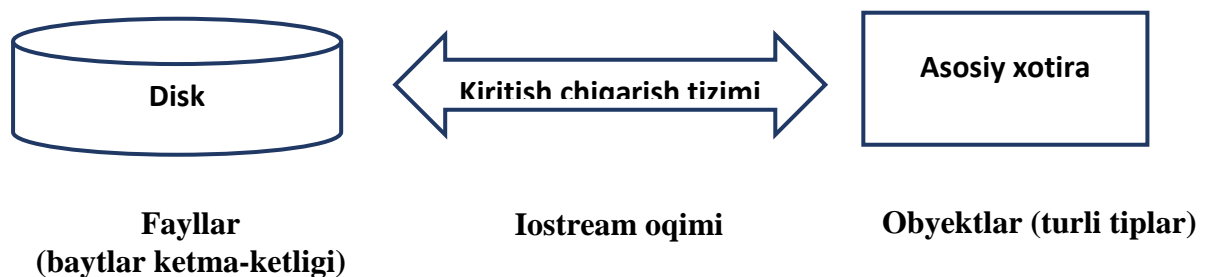 Disk
Kiritish chiqarish tizimi
Asosiy xotira
Fayllar
(baytlar ketma-ketligi)
Iostream oqimi
Obyektlar (turli tiplar)